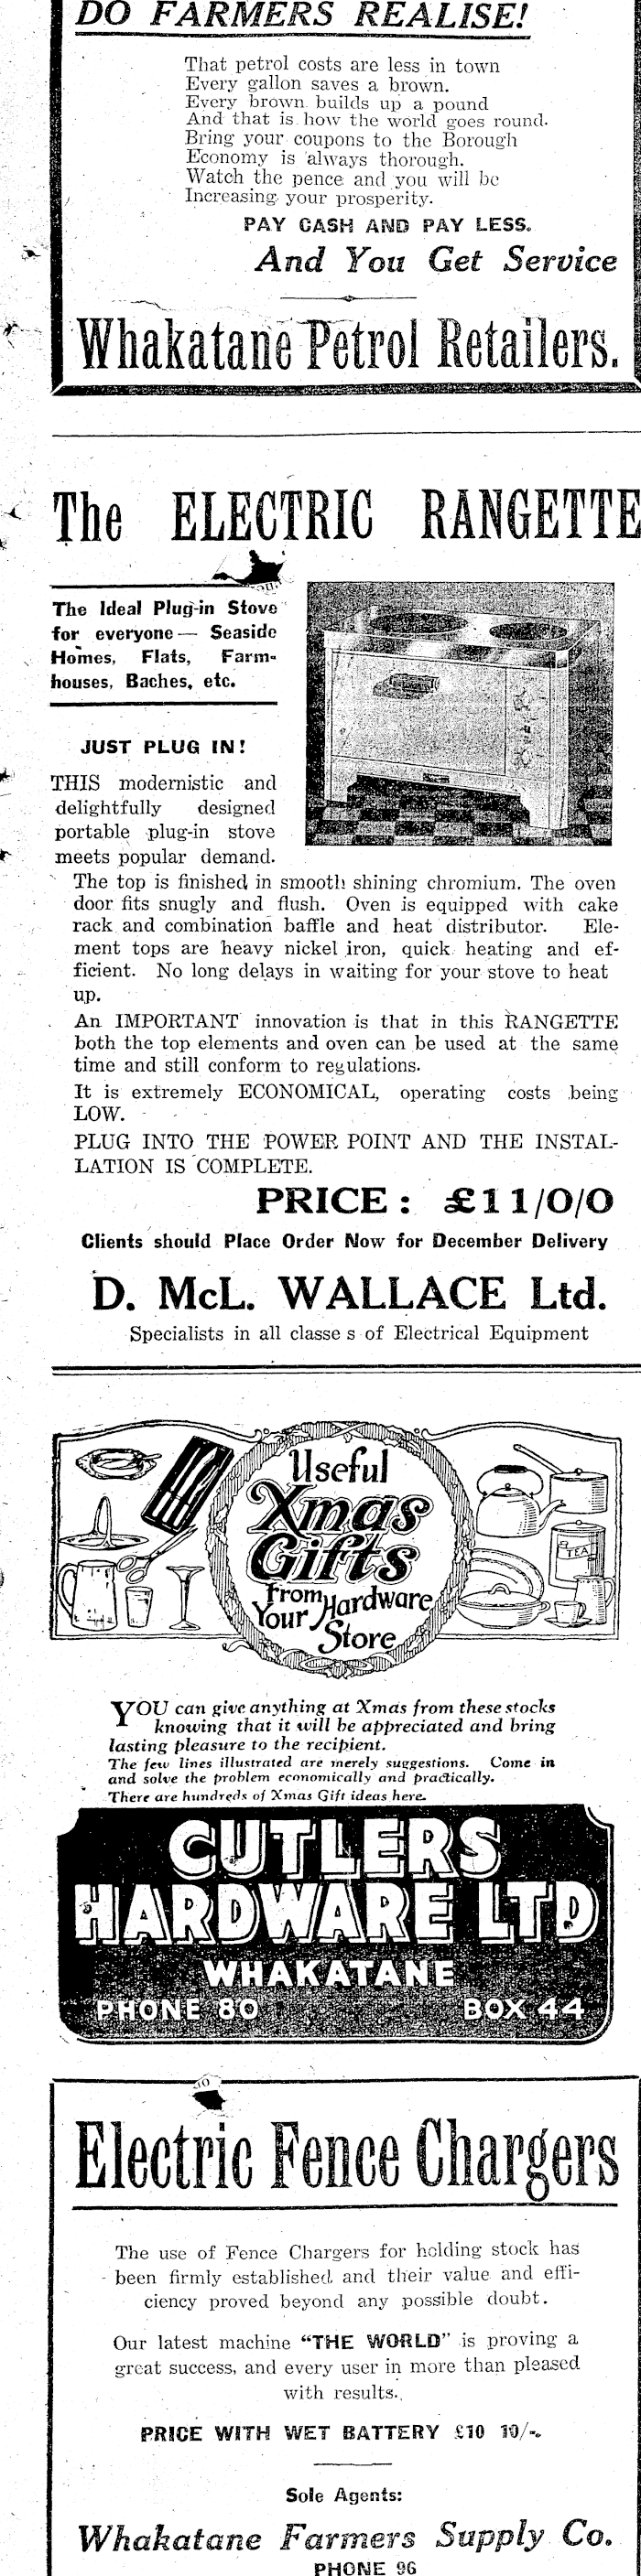 DO FARMERS REALISE!
That petrol costs are less in town
Every gallon saves a brown.
Every brown builds up a pound
And that is how the world goes round.
Bring your coupons to the Borough
Economy is always thorough.
Watch the pence and you will be
Increasing your prosperity.
PAY CASH AND PAY LESS.
And You Get Service
Whakatane Petrol Retailers.
The ELECTRIC RANGETTE
The Ideal Plug-in Stove
for everyone — Seaside
Homes, Flats, Farm-
houses, Baches, etc.
JUST PLUG IN!
THIS modernistic and
delightfully designed
portable plug-in stove
meets popular demand.
The top is finished in smooth shining chromium. The oven
door fits snugly and flush. Oven is equipped with cake
rack and combination baffle and heat distributor. Ele-
ment tops are heavy nickel iron, quick heating and ef-
ficient. No long delays in waiting for your stove to heat
up.
An IMPORTANT innovation is that in this RANGETTE
both the top elements and oven can be used at the same
time and still conform to regulations.
It is extremely ECONOMICAL, operating costs being
LOW.
PLUG INTO THE POWER POINT AND THE INSTAL-
LATION IS COMPLETE.
PRICE: £11/0/0
Clients should Place Order Now for December Delivery
D. McL. WALLACE Ltd.
Specialists in all classe s of Electrical Equipment
Useful
Xmas
Gifts
From
Your Hardware
Store
TEA
YOU can give anything at Xmas from these stocks
knowing that it will be appreciated and bring
lasting pleasure to the recipient.
The few lines illustrated are merely suggestions. Come in
and solve the problem economically and practically.
There are hundreds of Xmas Gift ideas here.
CUTLERS
HARDWARE LTD
WHAKATANE
PHONE 80 BOX 44
Electric Fence Chargers
The use of Fence Chargers for holding stock has
been firmly established and their value and effi-
ciency proved beyond any possible doubt.
Our latest machine "THE WORLD" is proving a
great success, and every user in more than pleased
with results.
PRICE WITH WET BATTERY £10 10/-.
Sole Agents:
Whakatane Farmers Supply Co.
PHONE 96